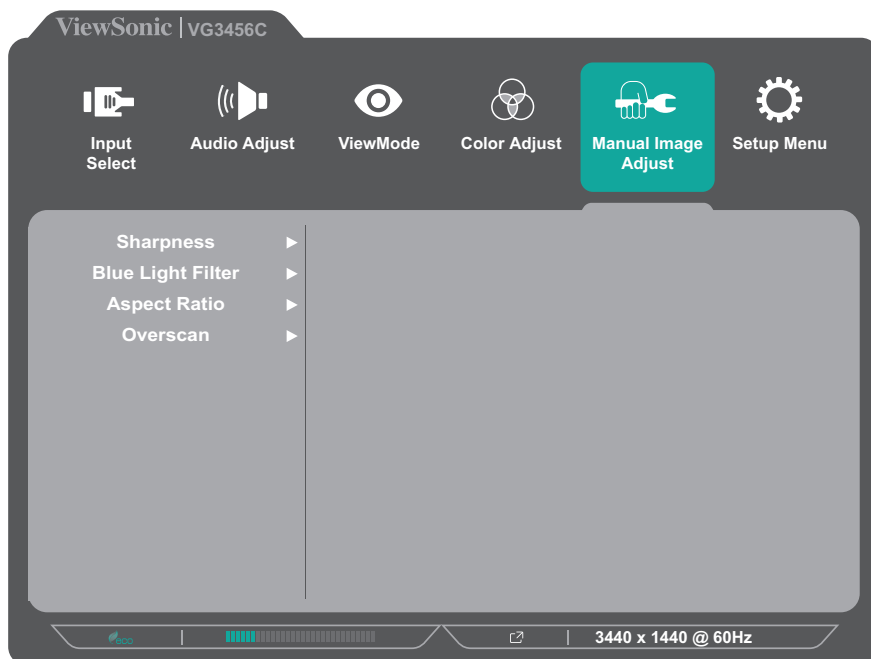 ViewSonic | VG3456C
Input Select
Audio Adjust
ViewMode
Color Adjust
Manual Image Adjust
Setup Menu
Sharpness
Blue Light Filter
Aspect Ratio
Overscan
eco
3440 x 1440 @ 60Hz